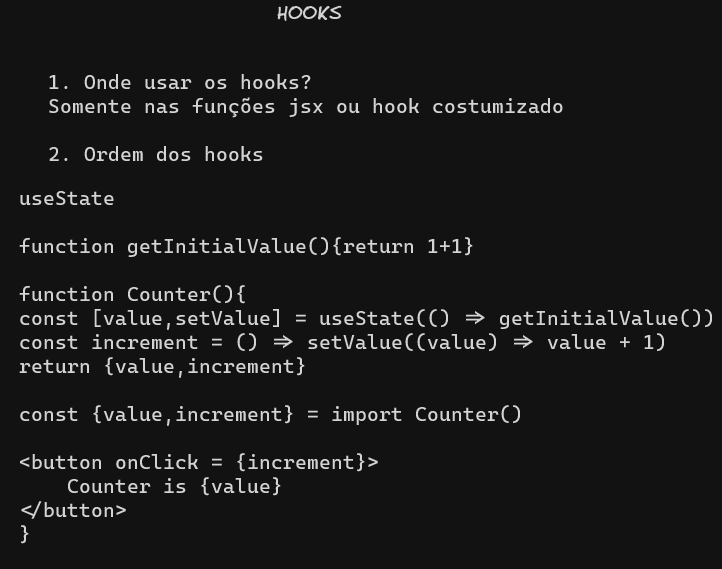 HOOKS
1. Onde usar os hooks?
Somente nas funções jsx ou hook costumizado
2. Ordem dos hooks
useState
function getInitialValue(){return 1+1}
function Counter(){
const [value,setValue] = useState(() => getInitialValue())
const increment = () => setValue((value) => value + 1)
return {value,increment}
const {value,increment} = import Counter()
<button onClick = {increment}>
Counter is {value}
</button>
}